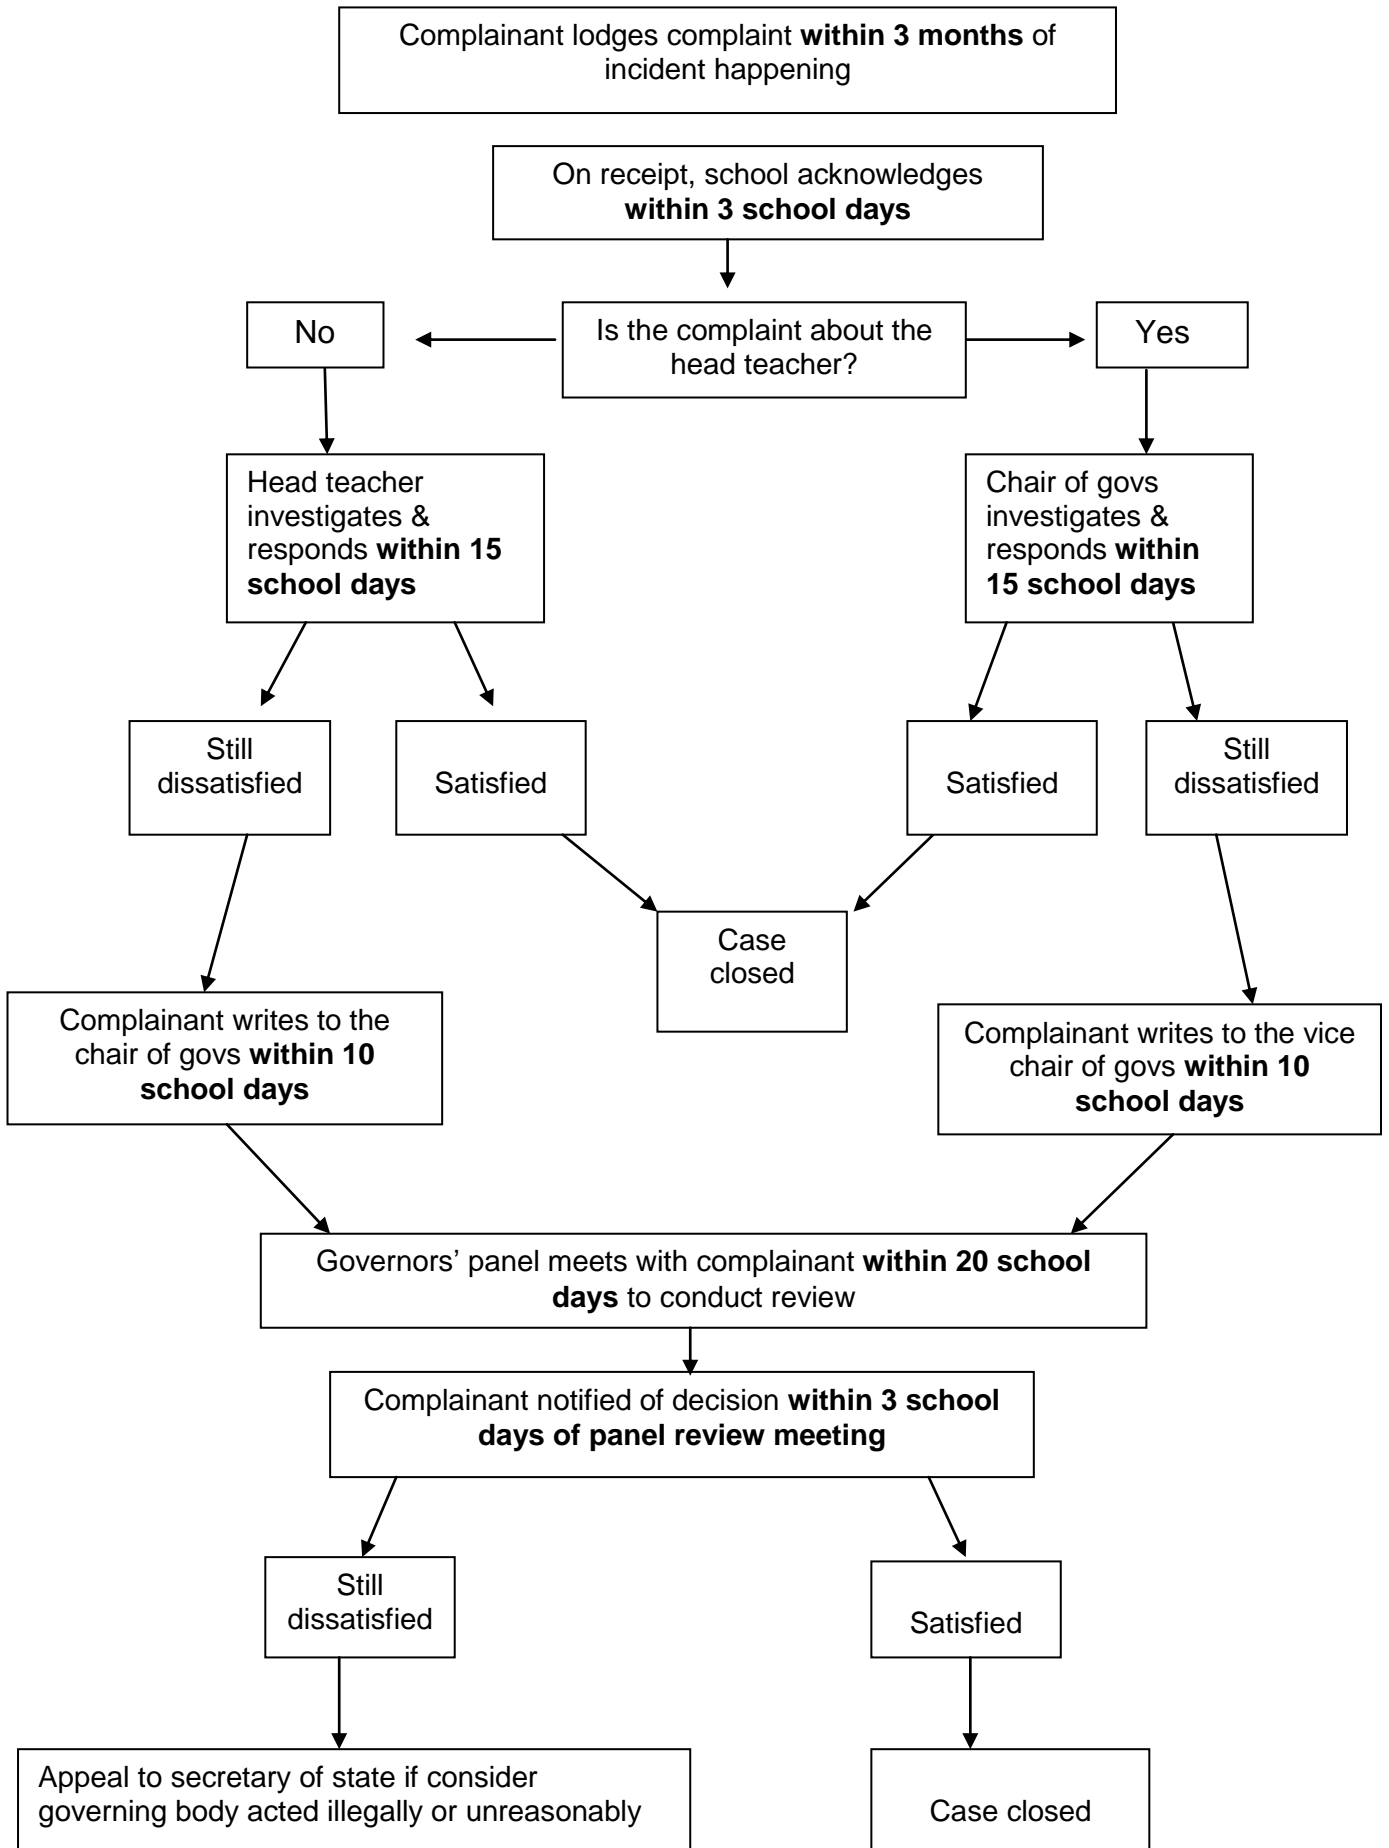 Complainant lodges complaint within 3 months of
incident happening
On receipt, school acknowledges
within 3 school days
No
Is the complaint about the
head teacher?
Yes
Head teacher
investigates &
responds within 15
school days
Chair of govs
investigates &
responds within
15 school days
Still
dissatisfied
Satisfied
Satisfied
Still
dissatisfied
Case
closed
Complainant writes to the
chair of govs within 10
school days
Complainant writes to the vice
chair of govs within 10
school days
Governors’ panel meets with complainant within 20 school
days to conduct review
Complainant notified of decision within 3 school
days of panel review meeting
Still
dissatisfied
Satisfied
Appeal to secretary of state if consider
governing body acted illegally or unreasonably
Case closed